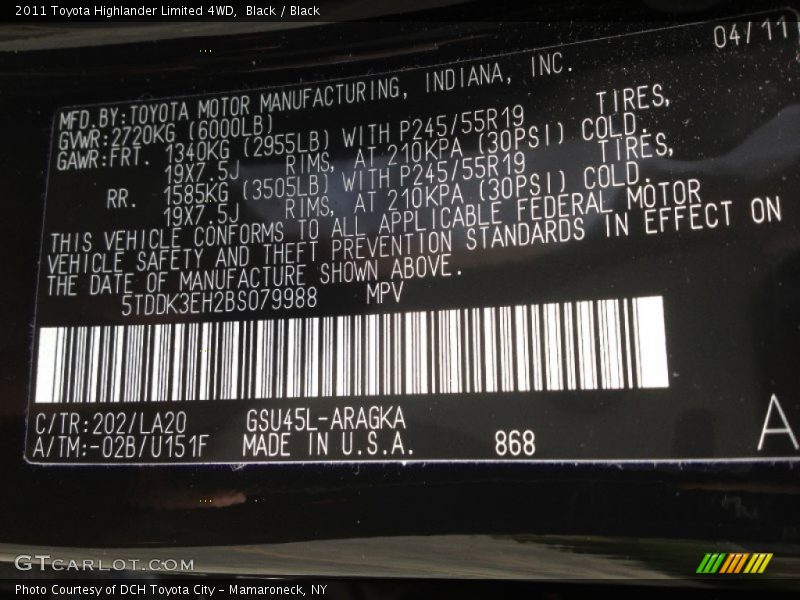 2011 Toyota Highlander Limited 4WD, Black / Black
04/11
MFD.BY:TOYOTA MOTOR MANUFACTURING, INDIANA, INC.
GVWR:2720KG (6000LB)
GAWR:FRT. 1340KG (2955LB) WITH P245/55R19 TIRES,
19X7.5J RIMS, AT 210KPA (30PSI) COLD.
RR. 1585KG (3505LB) WITH P245/55R19 TIRES,
19X7.5J RIMS, AT 210KPA (30PSI) COLD.
THIS VEHICLE CONFORMS TO ALL APPLICABLE FEDERAL MOTOR
VEHICLE SAFETY AND THEFT PREVENTION STANDARDS IN EFFECT ON
THE DATE OF MANUFACTURE SHOWN ABOVE.
5TDDK3EH2BS079988 MPV
C/TR:202/LA20 GSU45L-ARAGKA
A/TM:-02B/U151F MADE IN U.S.A. 868
A
GTCARLOT.COM
Photo Courtesy of DCH Toyota City - Mamaroneck, NY